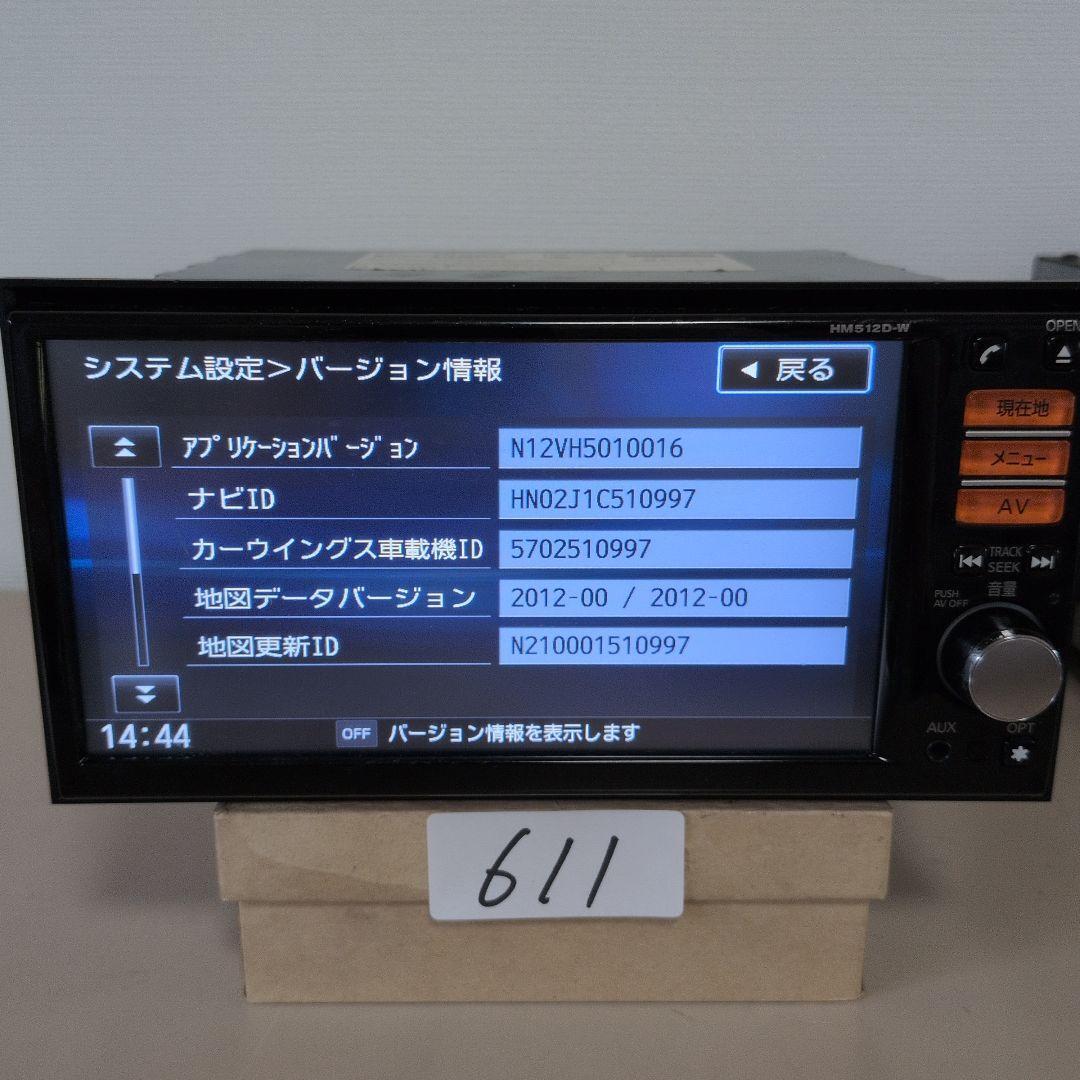 HM512D-W
OPEN
システム設定>バージョン情報
◀ 戻る
アプリケーションバージョン N12VH5010016
ナビID HN02J1C510997
カーウイングス車載機ID 5702510997
地図データバージョン 2012-00 / 2012-00
地図更新ID N210001510997
14:44 OFF バージョン情報を表示します
現在地
メニュー
AV
TRACK
SEEK
音量
PUSH
AV OFF
AUX
OPT
611